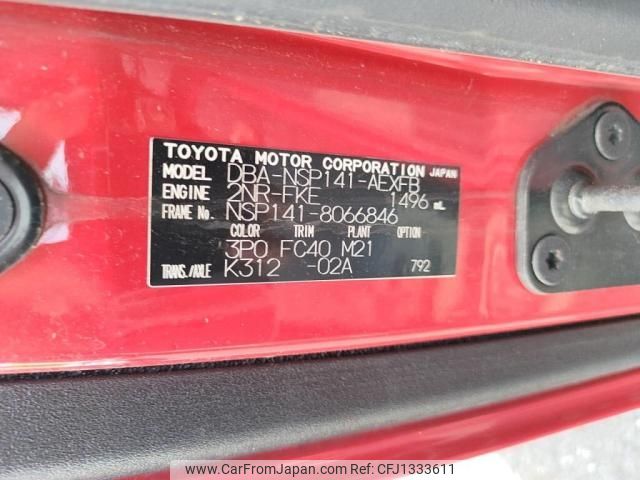 TOYOTA MOTOR CORPORATION JAPAN
MODEL DBA-NSP141-AEXFB
ENGINE 2NR-FKE 1496 mL
FRAME No. NSP141-8066846
COLOR TRIM PLANT OPTION
3P0 FC40 M21
TRANS./AXLE K312 -02A 792
www.CarFromJapan.com | CFJ1333611